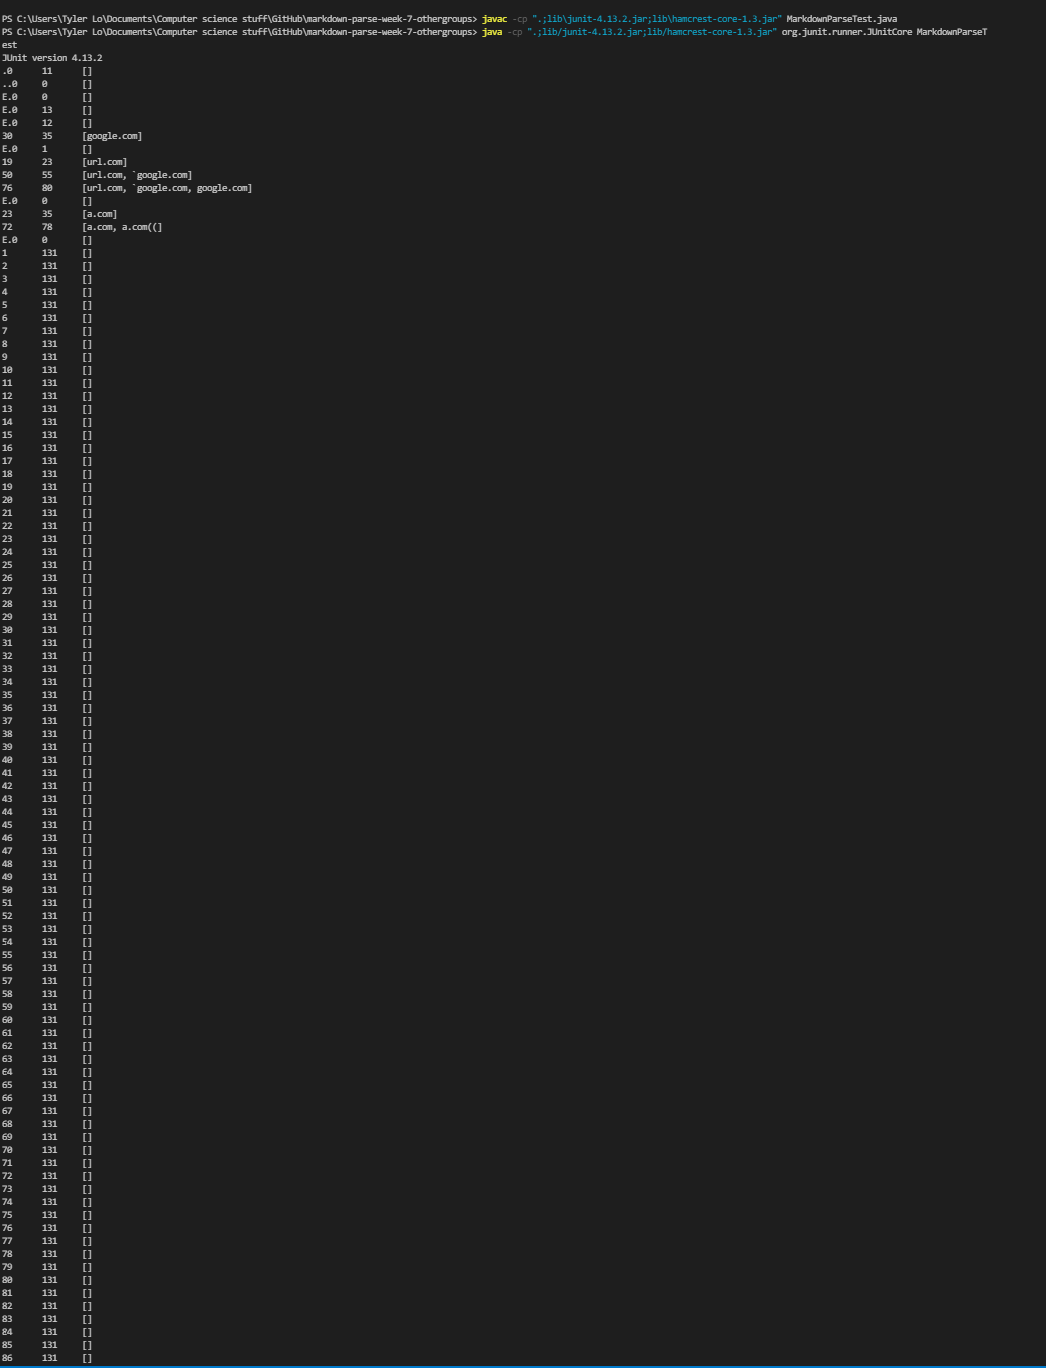 PS C:\Users\Tyler Lo\Documents\Computer science stuff\GitHub\markdown-parse-week-7-othergroups> javac -cp ".;lib\junit-4.13.2.jar;lib\hamcrest-core-1.3.jar" MarkdownParseTest.java
PS C:\Users\Tyler Lo\Documents\Computer science stuff\GitHub\markdown-parse-week-7-othergroups> java -cp ".;lib/junit-4.13.2.jar;lib/hamcrest-core-1.3.jar" org.junit.runner.JUnitCore MarkdownParseT
est
JUnit version 4.13.2
.0 11 []
..0 0 []
E.0 0 []
E.0 13 []
E.0 12 []
30 35 [google.com]
E.0 1 []
19 23 [url.com]
50 55 [url.com, `google.com]
76 80 [url.com, `google.com, google.com]
E.0 0 []
23 35 [a.com]
72 78 [a.com, a.com((]
E.0 0 []
1 131 []
2 131 []
3 131 []
4 131 []
5 131 []
6 131 []
7 131 []
8 131 []
9 131 []
10 131 []
11 131 []
12 131 []
13 131 []
14 131 []
15 131 []
16 131 []
17 131 []
18 131 []
19 131 []
20 131 []
21 131 []
22 131 []
23 131 []
24 131 []
25 131 []
26 131 []
27 131 []
28 131 []
29 131 []
30 131 []
31 131 []
32 131 []
33 131 []
34 131 []
35 131 []
36 131 []
37 131 []
38 131 []
39 131 []
40 131 []
41 131 []
42 131 []
43 131 []
44 131 []
45 131 []
46 131 []
47 131 []
48 131 []
49 131 []
50 131 []
51 131 []
52 131 []
53 131 []
54 131 []
55 131 []
56 131 []
57 131 []
58 131 []
59 131 []
60 131 []
61 131 []
62 131 []
63 131 []
64 131 []
65 131 []
66 131 []
67 131 []
68 131 []
69 131 []
70 131 []
71 131 []
72 131 []
73 131 []
74 131 []
75 131 []
76 131 []
77 131 []
78 131 []
79 131 []
80 131 []
81 131 []
82 131 []
83 131 []
84 131 []
85 131 []
86 131 []